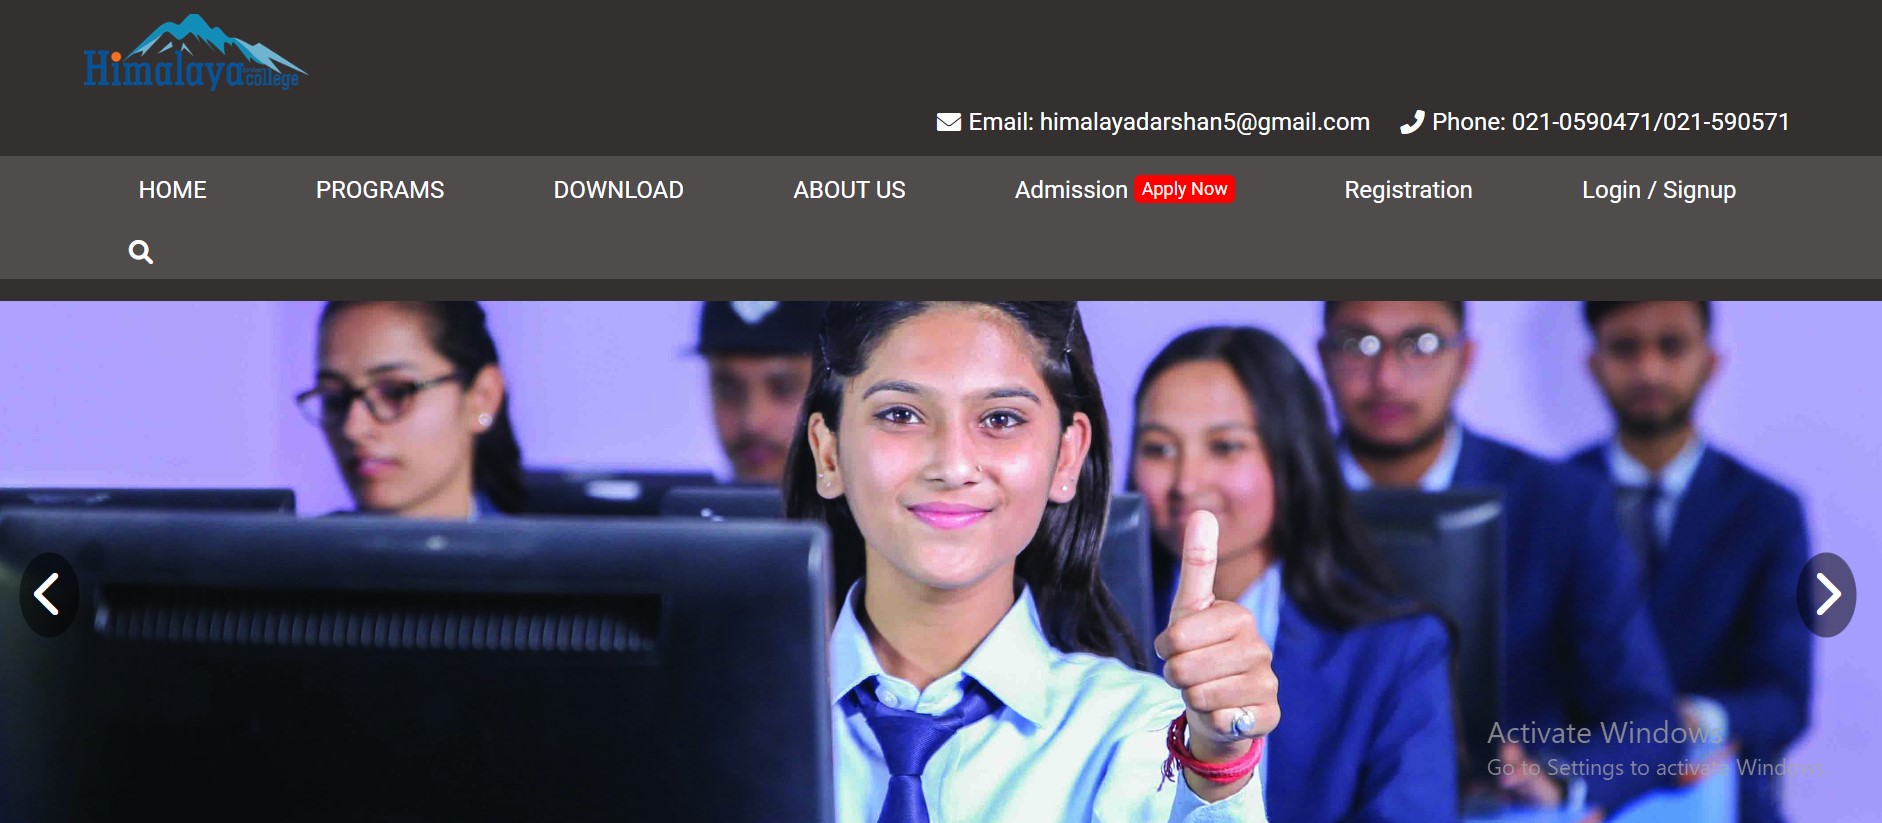 Himalaya
college
Email: himalayadarshan5@gmail.com Phone: 021-0590471/021-590571
HOME PROGRAMS DOWNLOAD ABOUT US Admission Apply Now Registration Login / Signup
Activate Windows
Go to Settings to activate Windows.